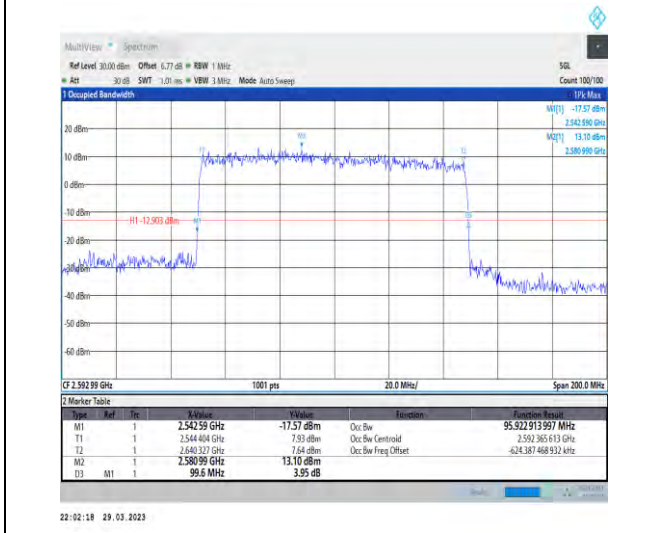 MultiView Spectrum
Ref Level 30.00 dBm Offset 6.77 dB RBW 1 MHz SGL
Att 30 dB SWT 1.01 ms VBW 3 MHz Mode Auto Sweep Count 100/100
1 Occupied Bandwidth 1Pk Max
M1[1] -17.57 dBm
2.542 590 GHz
M2[1] 13.10 dBm
2.580 990 GHz
20 dBm
10 dBm
0 dBm
-10 dBm
H1 -12.903 dBm
M1
-20 dBm
-30 dBm
-40 dBm
-50 dBm
-60 dBm
CF 2.592 99 GHz 1001 pts 20.0 MHz/ Span 200.0 MHz
2 Marker Table
Type Ref Trc X-Value Y-Value Function Function Result
M1 1 2.542 59 GHz -17.57 dBm Occ Bw 95.922 913 997 MHz
T1 1 2.544 404 GHz 7.93 dBm Occ Bw Centroid 2.592 365 613 GHz
T2 1 2.640 327 GHz 7.64 dBm Occ Bw Freq Offset -624.387 468 932 kHz
M2 1 2.580 99 GHz 13.10 dBm
D3 M1 1 99.6 MHz 3.95 dB
22:02:18 29.03.2023